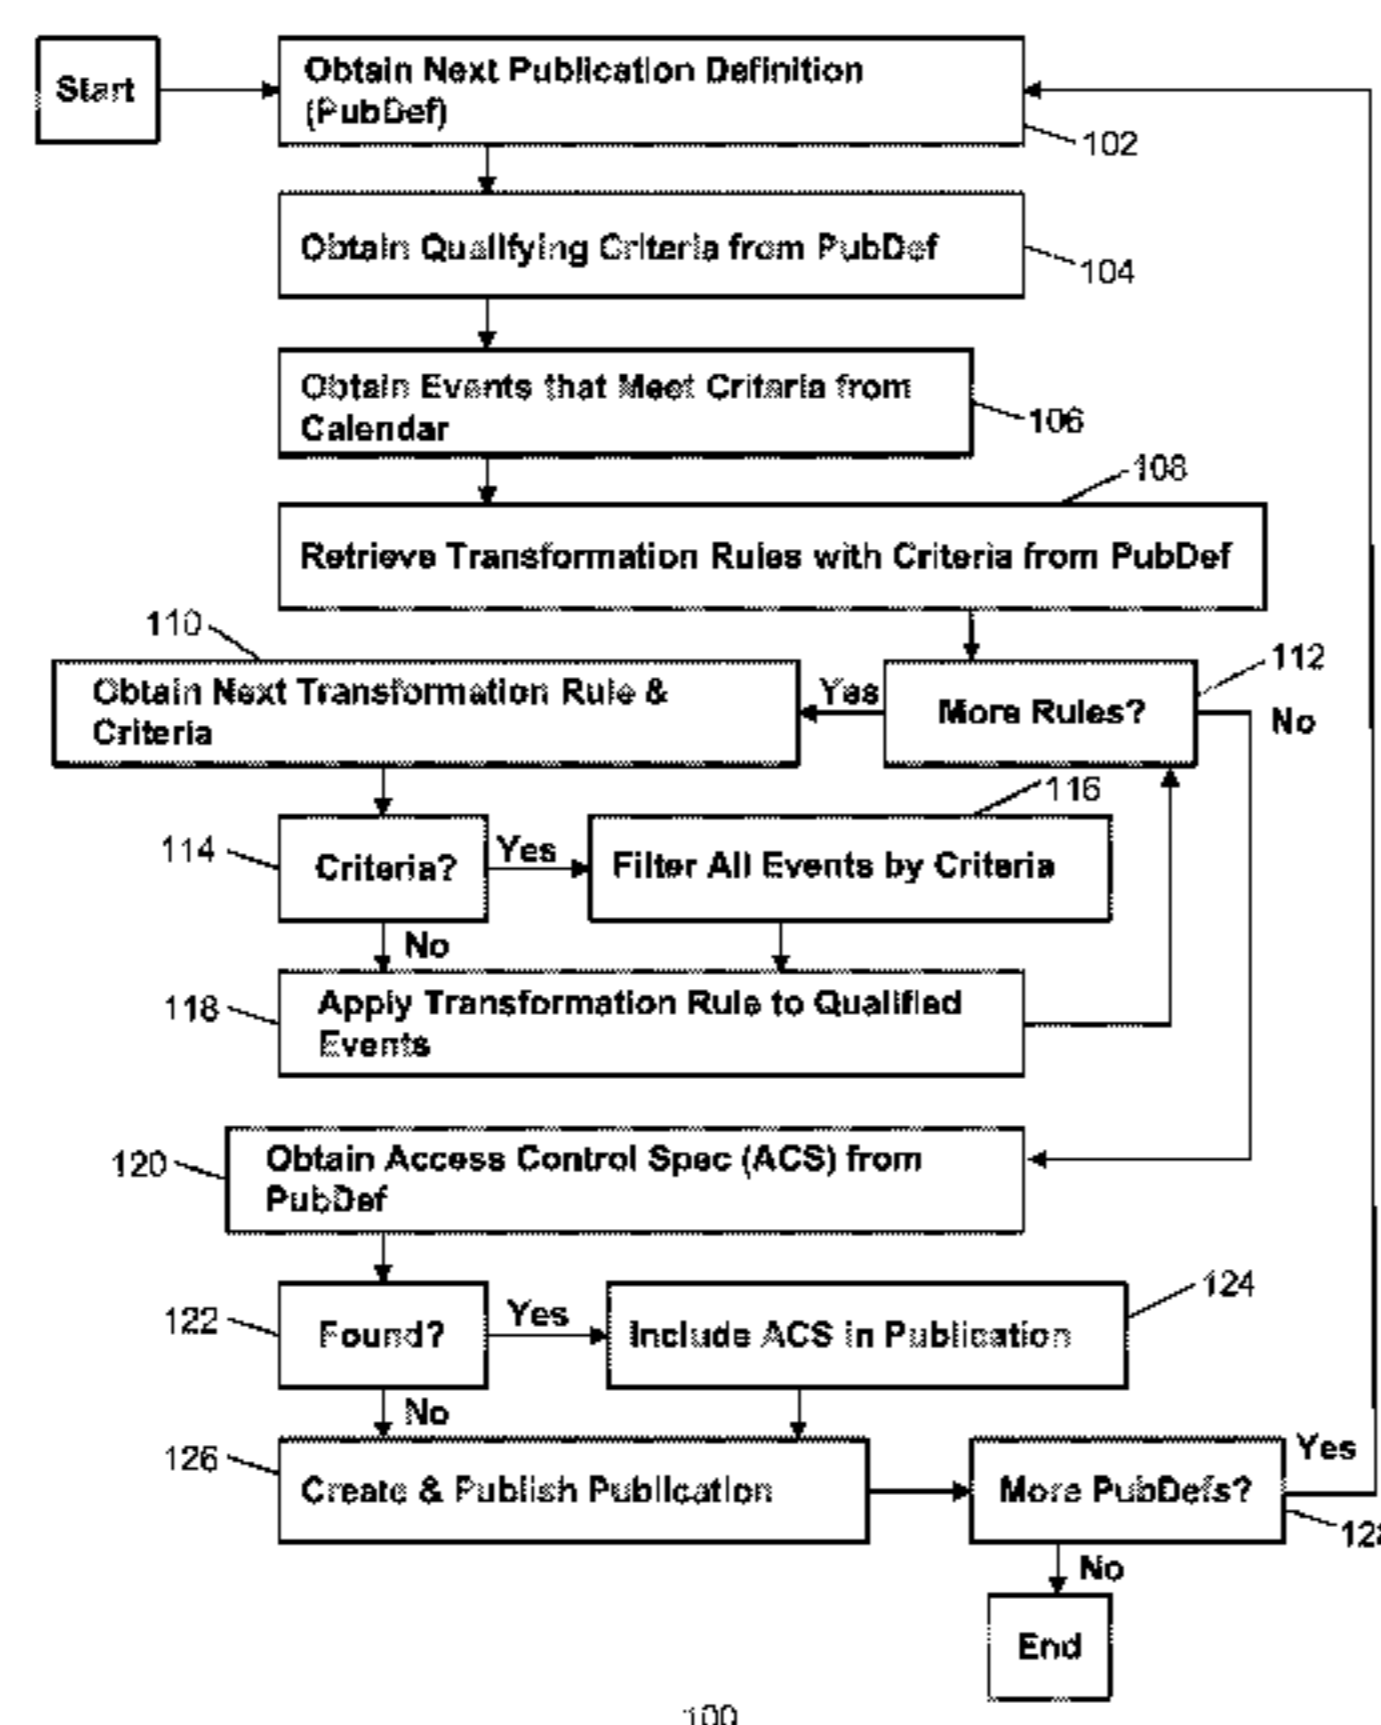 Start
Obtain Next Publication Definition
(PubDef)
102
Obtain Qualifying Criteria from PubDef
104
Obtain Events that Meet Criteria from
Calendar
106
108
Retrieve Transformation Rules with Criteria from PubDef
110
112
Obtain Next Transformation Rule &
Criteria
Yes
More Rules?
No
116
114
Criteria?
Yes
Filter All Events by Criteria
No
118
Apply Transformation Rule to Qualified
Events
120
Obtain Access Control Spec (ACS) from
PubDef
124
122
Found?
Yes
Include ACS in Publication
No
126
Create & Publish Publication
More PubDefs?
Yes
128
No
End
100